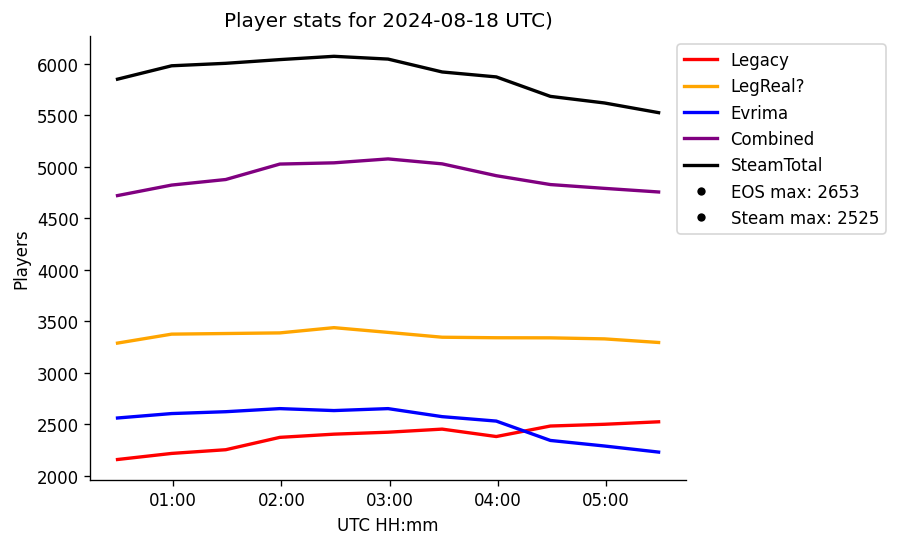 Player stats for 2024-08-18 UTC)
Legacy
LegReal?
Evrima
Combined
SteamTotal
EOS max: 2653
Steam max: 2525
Players
6000
5500
5000
4500
4000
3500
3000
2500
2000
01:00 02:00 03:00 04:00 05:00
UTC HH:mm